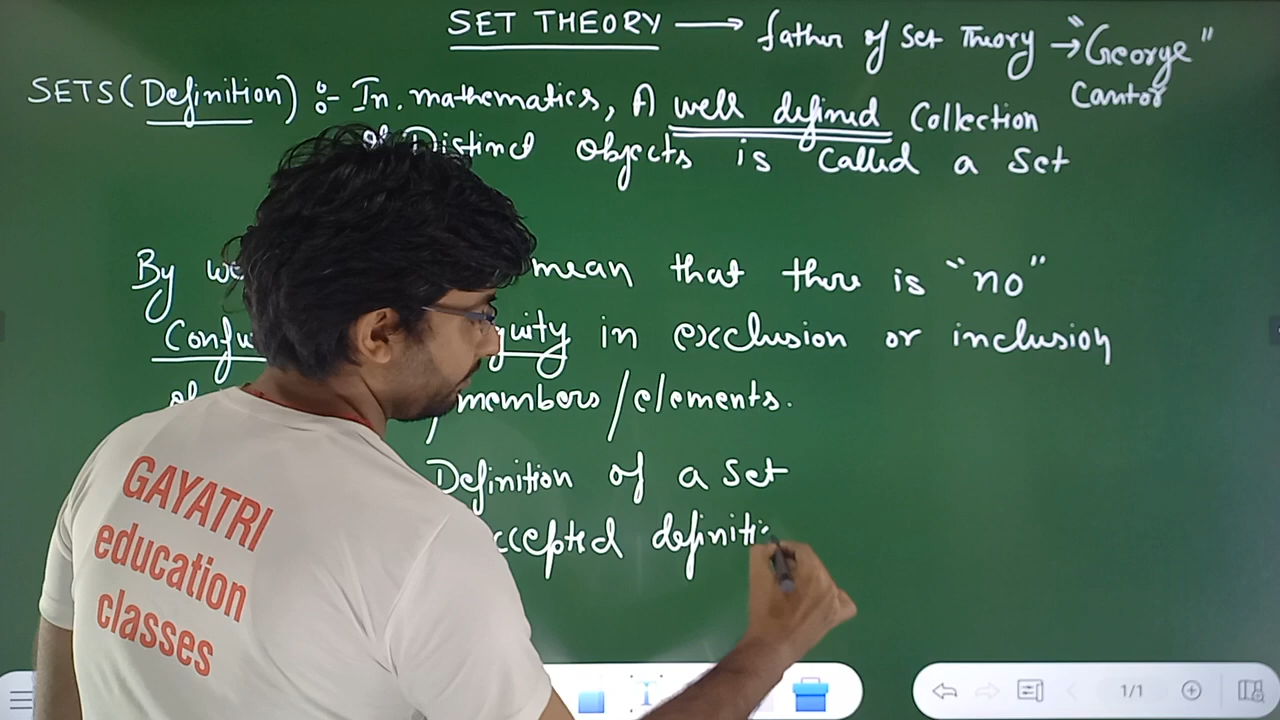 SET THEORY → father of Set Theory → "George"
Cantor
SETS (Definition) :- In mathematics, A well defined Collection
of Distinct objects is called a Set
By mean that there is "no"
in exclusion or inclusion
members/elements.
Definition of a Set
definiti
GAYATRI
education
classes
1/1